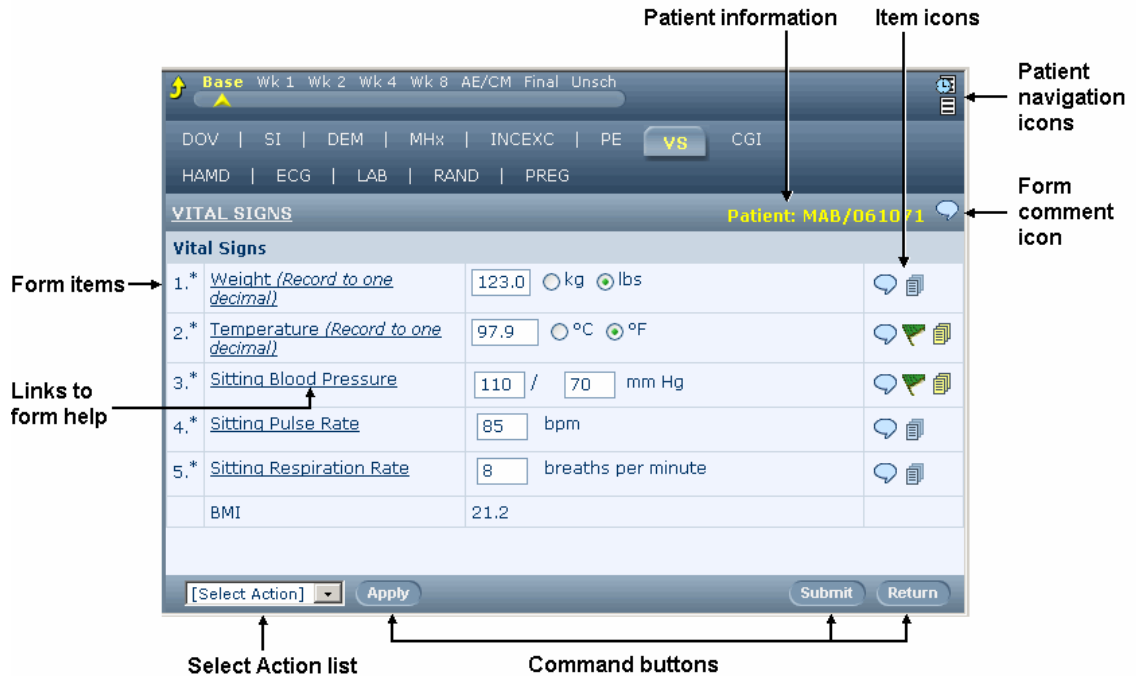 Patient information Item icons
Base Wk 1 Wk 2 Wk 4 Wk 8 AE/CM Final Unsch
Patient
navigation
icons
DOV | SI | DEM | MHx | INCEXC | PE VS CGI
HAMD | ECG | LAB | RAND | PREG
Form
comment
icon
VITAL SIGNS Patient: MAB/061071
Vital Signs
Form items
1.* Weight (Record to one
decimal)
123.0 kg lbs
2.* Temperature (Record to one
decimal)
97.9 °C °F
Links to
form help
3.* Sitting Blood Pressure 110 / 70 mm Hg
4.* Sitting Pulse Rate 85 bpm
5.* Sitting Respiration Rate 8 breaths per minute
BMI 21.2
[Select Action] Apply Submit Return
Select Action list Command buttons